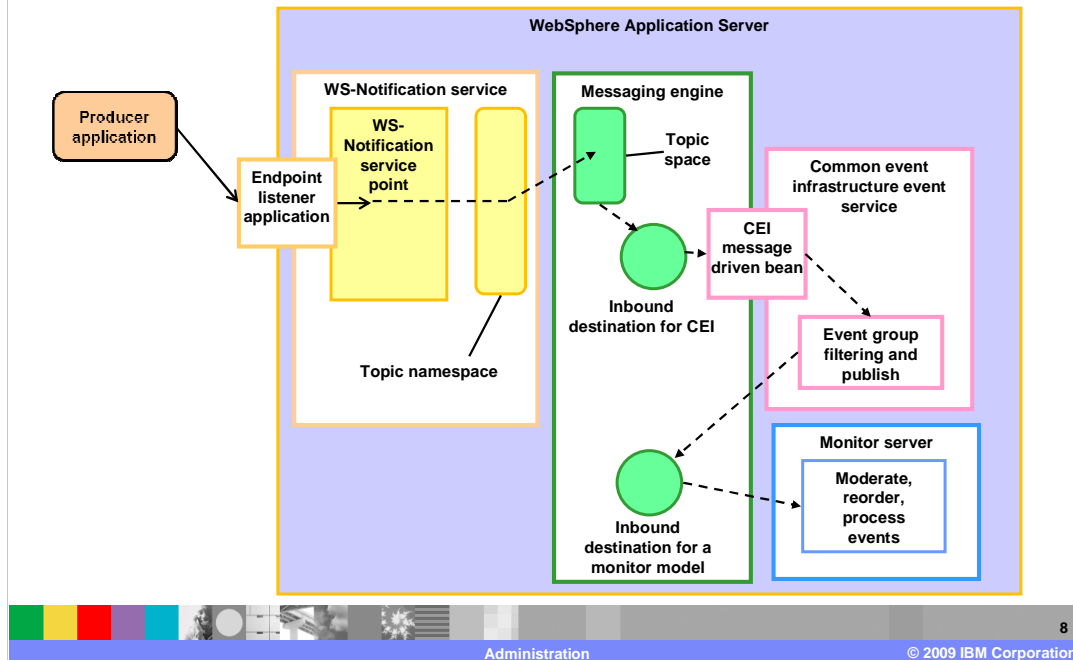 WebSphere Application Server
WS-Notification service
Messaging engine
Producer
application
WS-
Notification
service
point
Topic
space
Common event
infrastructure event
service
Endpoint
listener
application
CEI
message
driven bean
Inbound
destination for CEI
Event group
filtering and
publish
Topic namespace
Monitor server
Moderate,
reorder,
process
events
Inbound
destination for a
monitor model
8
Administration
© 2009 IBM Corporation